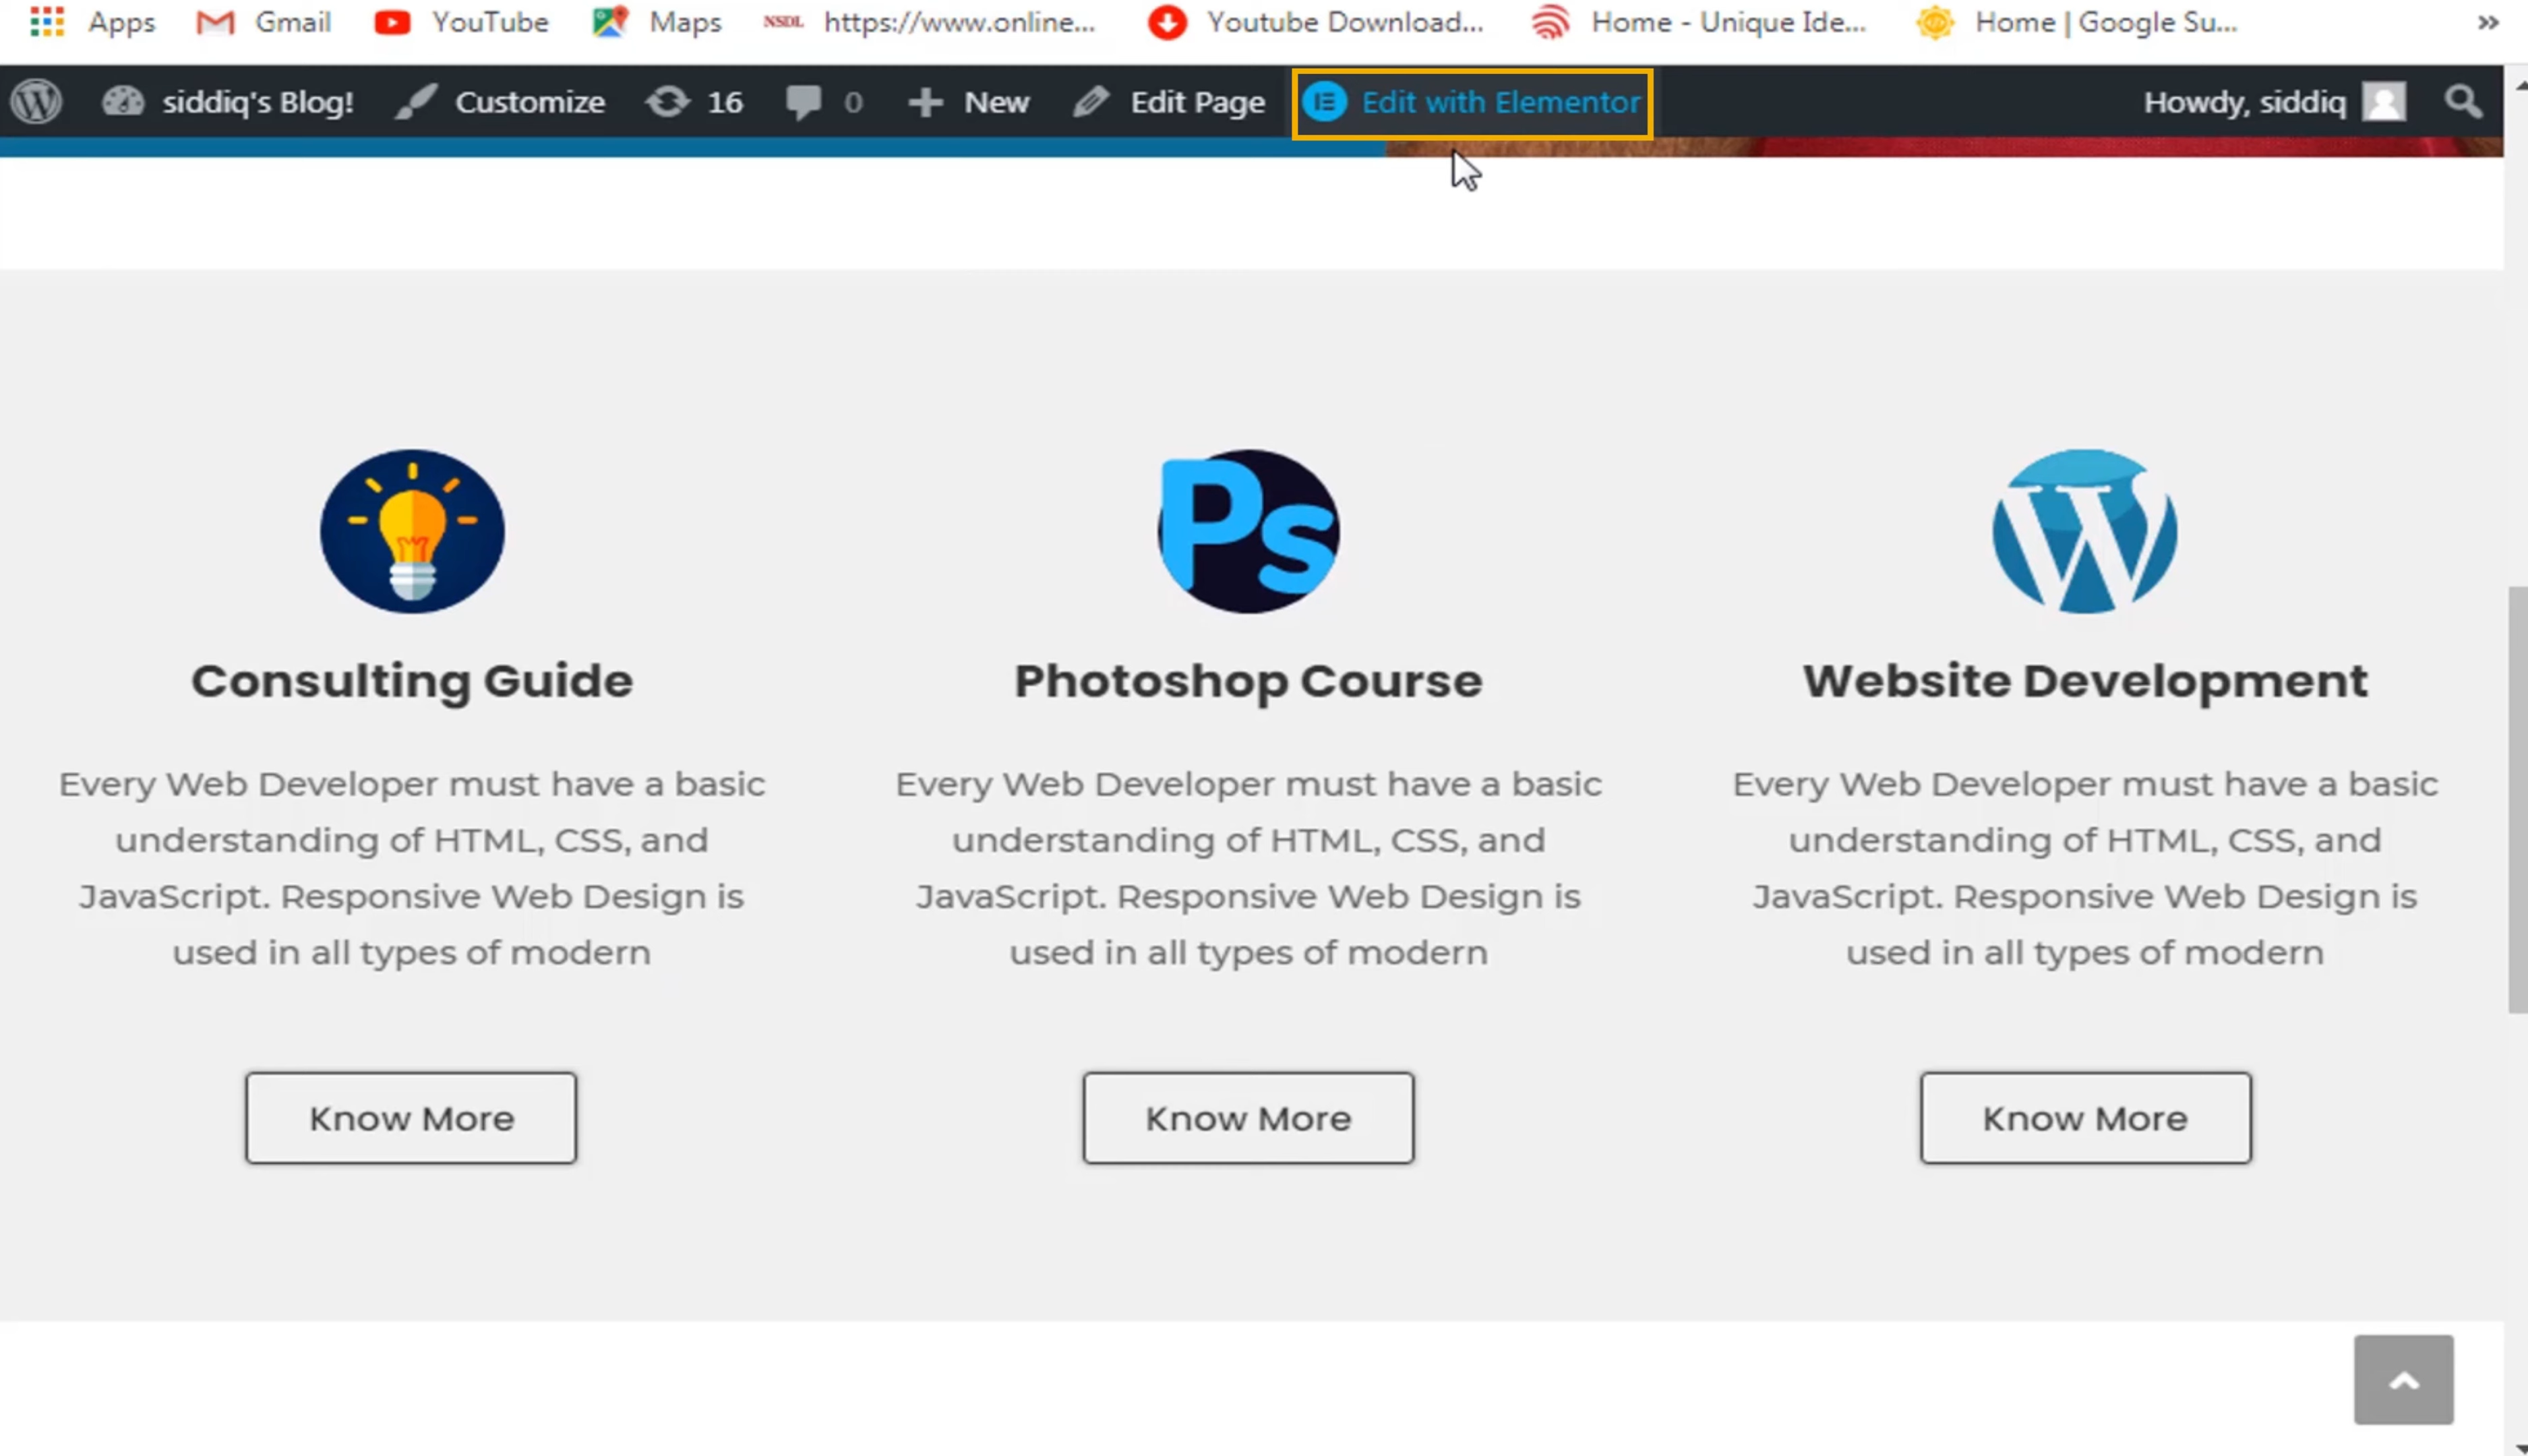 Apps Gmail YouTube Maps NSDL https://www.online... Youtube Download... Home - Unique Ide... Home | Google Su... »
siddiq's Blog! Customize 16 0 New Edit Page Edit with Elementor Howdy, siddiq
Ps
Consulting Guide Photoshop Course Website Development
Every Web Developer must have a basic Every Web Developer must have a basic Every Web Developer must have a basic
understanding of HTML, CSS, and understanding of HTML, CSS, and understanding of HTML, CSS, and
JavaScript. Responsive Web Design is JavaScript. Responsive Web Design is JavaScript. Responsive Web Design is
used in all types of modern used in all types of modern used in all types of modern
Know More Know More Know More